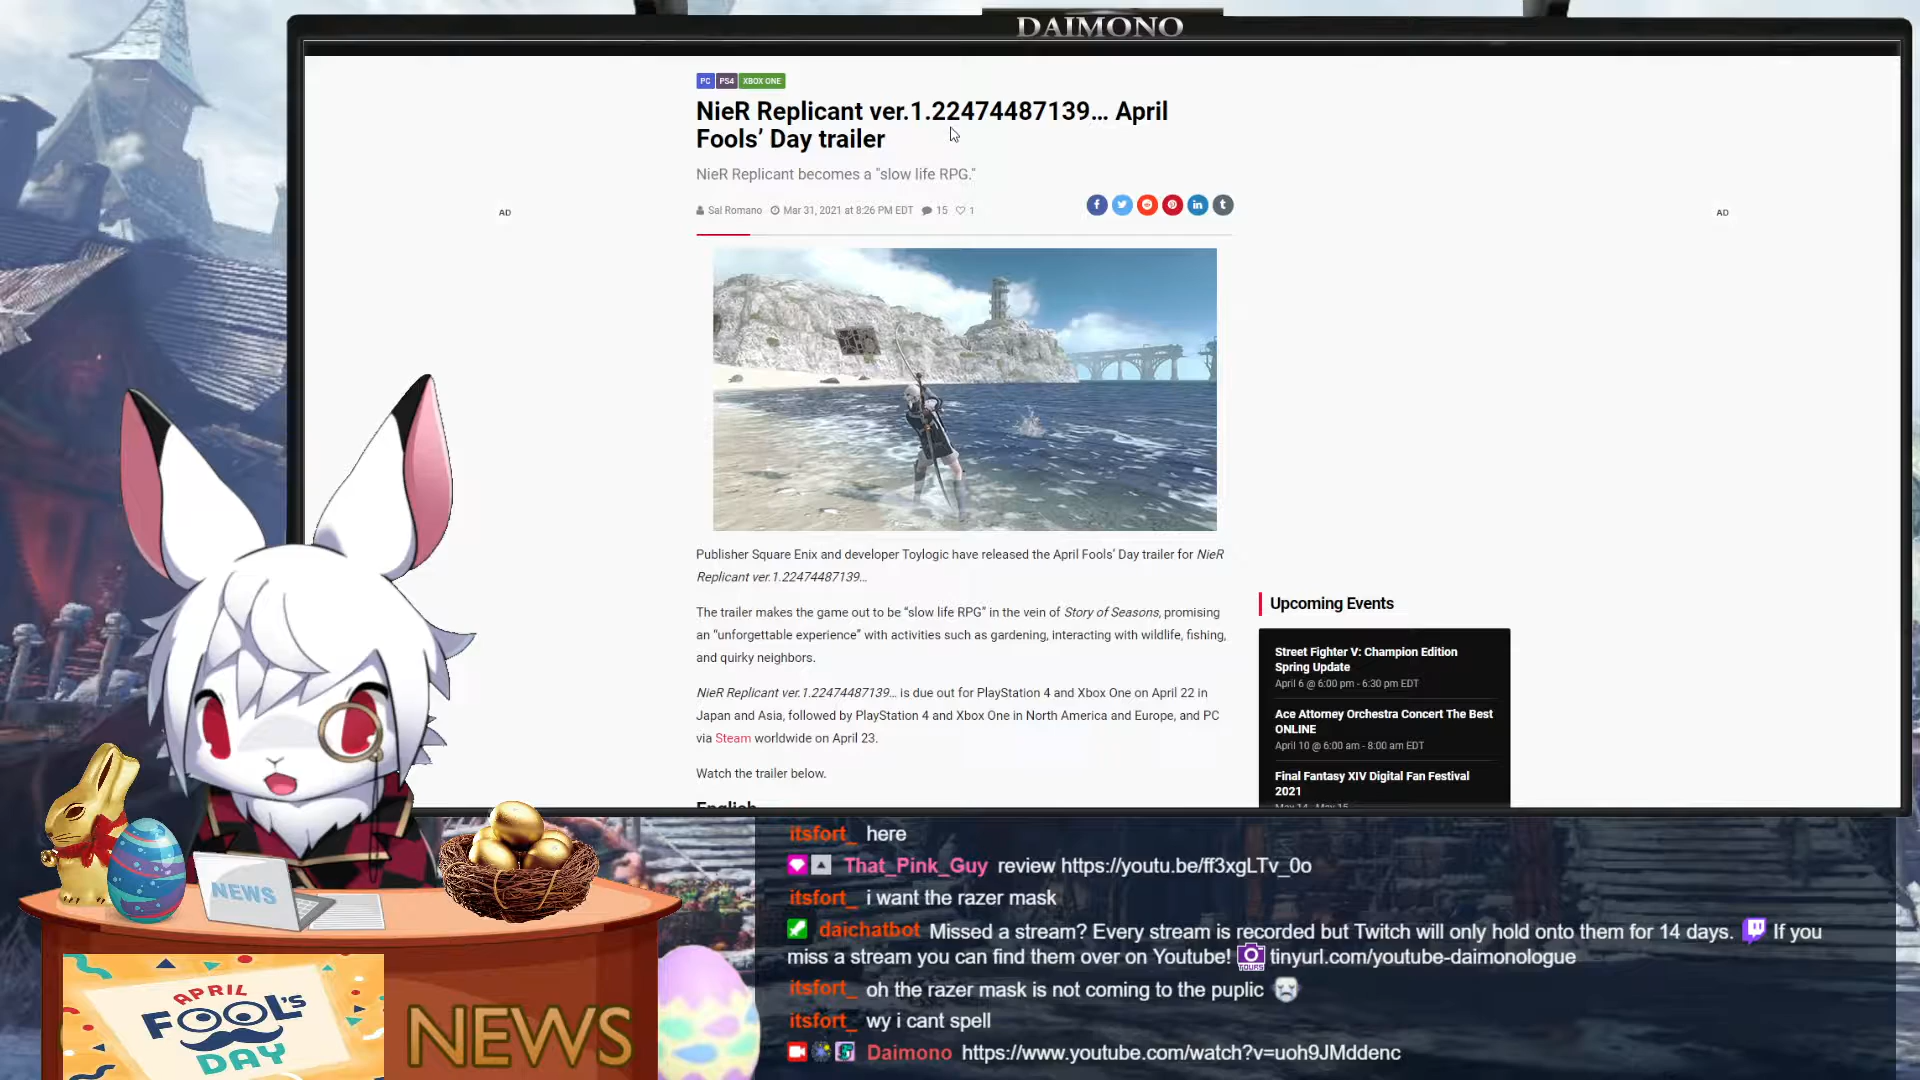 DAIMONO
PC PS4 XBOX ONE
NieR Replicant ver.1.22474487139… April
Fools’ Day trailer
NieR Replicant becomes a "slow life RPG."
Sal Romano Mar 31, 2021 at 8:26 PM EDT 15 1
AD
AD
Publisher Square Enix and developer Toylogic have released the April Fools’ Day trailer for NieR
Replicant ver.1.22474487139…
The trailer makes the game out to be “slow life RPG” in the vein of Story of Seasons, promising
an “unforgettable experience” with activities such as gardening, interacting with wildlife, fishing,
and quirky neighbors.
NieR Replicant ver.1.22474487139… is due out for PlayStation 4 and Xbox One on April 22 in
Japan and Asia, followed by PlayStation 4 and Xbox One in North America and Europe, and PC
via Steam worldwide on April 23.
Watch the trailer below.
English
Upcoming Events
Street Fighter V: Champion Edition
Spring Update
April 6 @ 6:00 pm - 6:30 pm EDT
Ace Attorney Orchestra Concert The Best
ONLINE
April 10 @ 6:00 am - 8:00 am EDT
Final Fantasy XIV Digital Fan Festival
2021
May 14 - May 15
itsfort_ here
That_Pink_Guy review https://youtu.be/ff3xgLTv_0o
itsfort_ i want the razer mask
daichatbot Missed a stream? Every stream is recorded but Twitch will only hold onto them for 14 days. If you
miss a stream you can find them over on Youtube! tinyurl.com/youtube-daimonologue
itsfort_ oh the razer mask is not coming to the puplic
itsfort_ wy i cant spell
Daimono https://www.youtube.com/watch?v=uoh9JMddenc
NEWS
APRIL
FOOL'S
DAY
NEWS